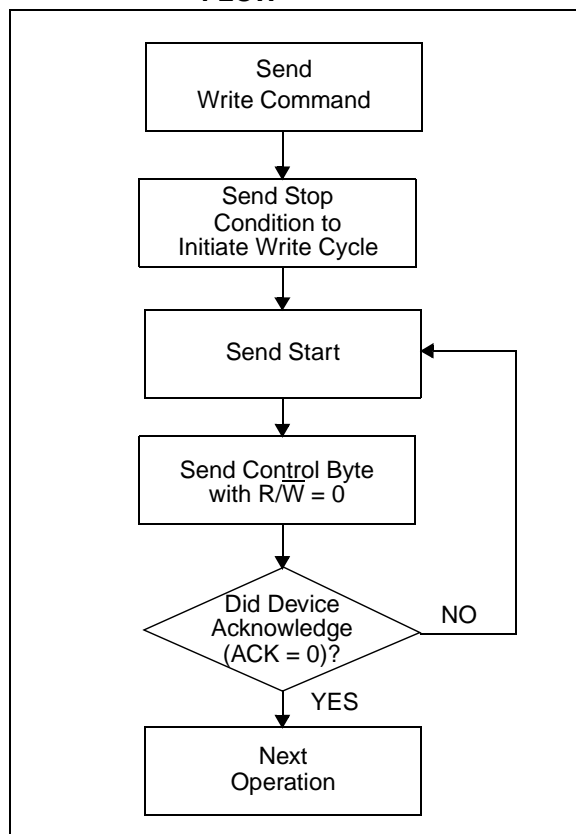 Send
Write Command
Send Stop
Condition to
Initiate Write Cycle
Send Start
Send Control Byte
with R/W̅ = 0
Did Device
Acknowledge
(ACK = 0)?
NO
YES
Next
Operation